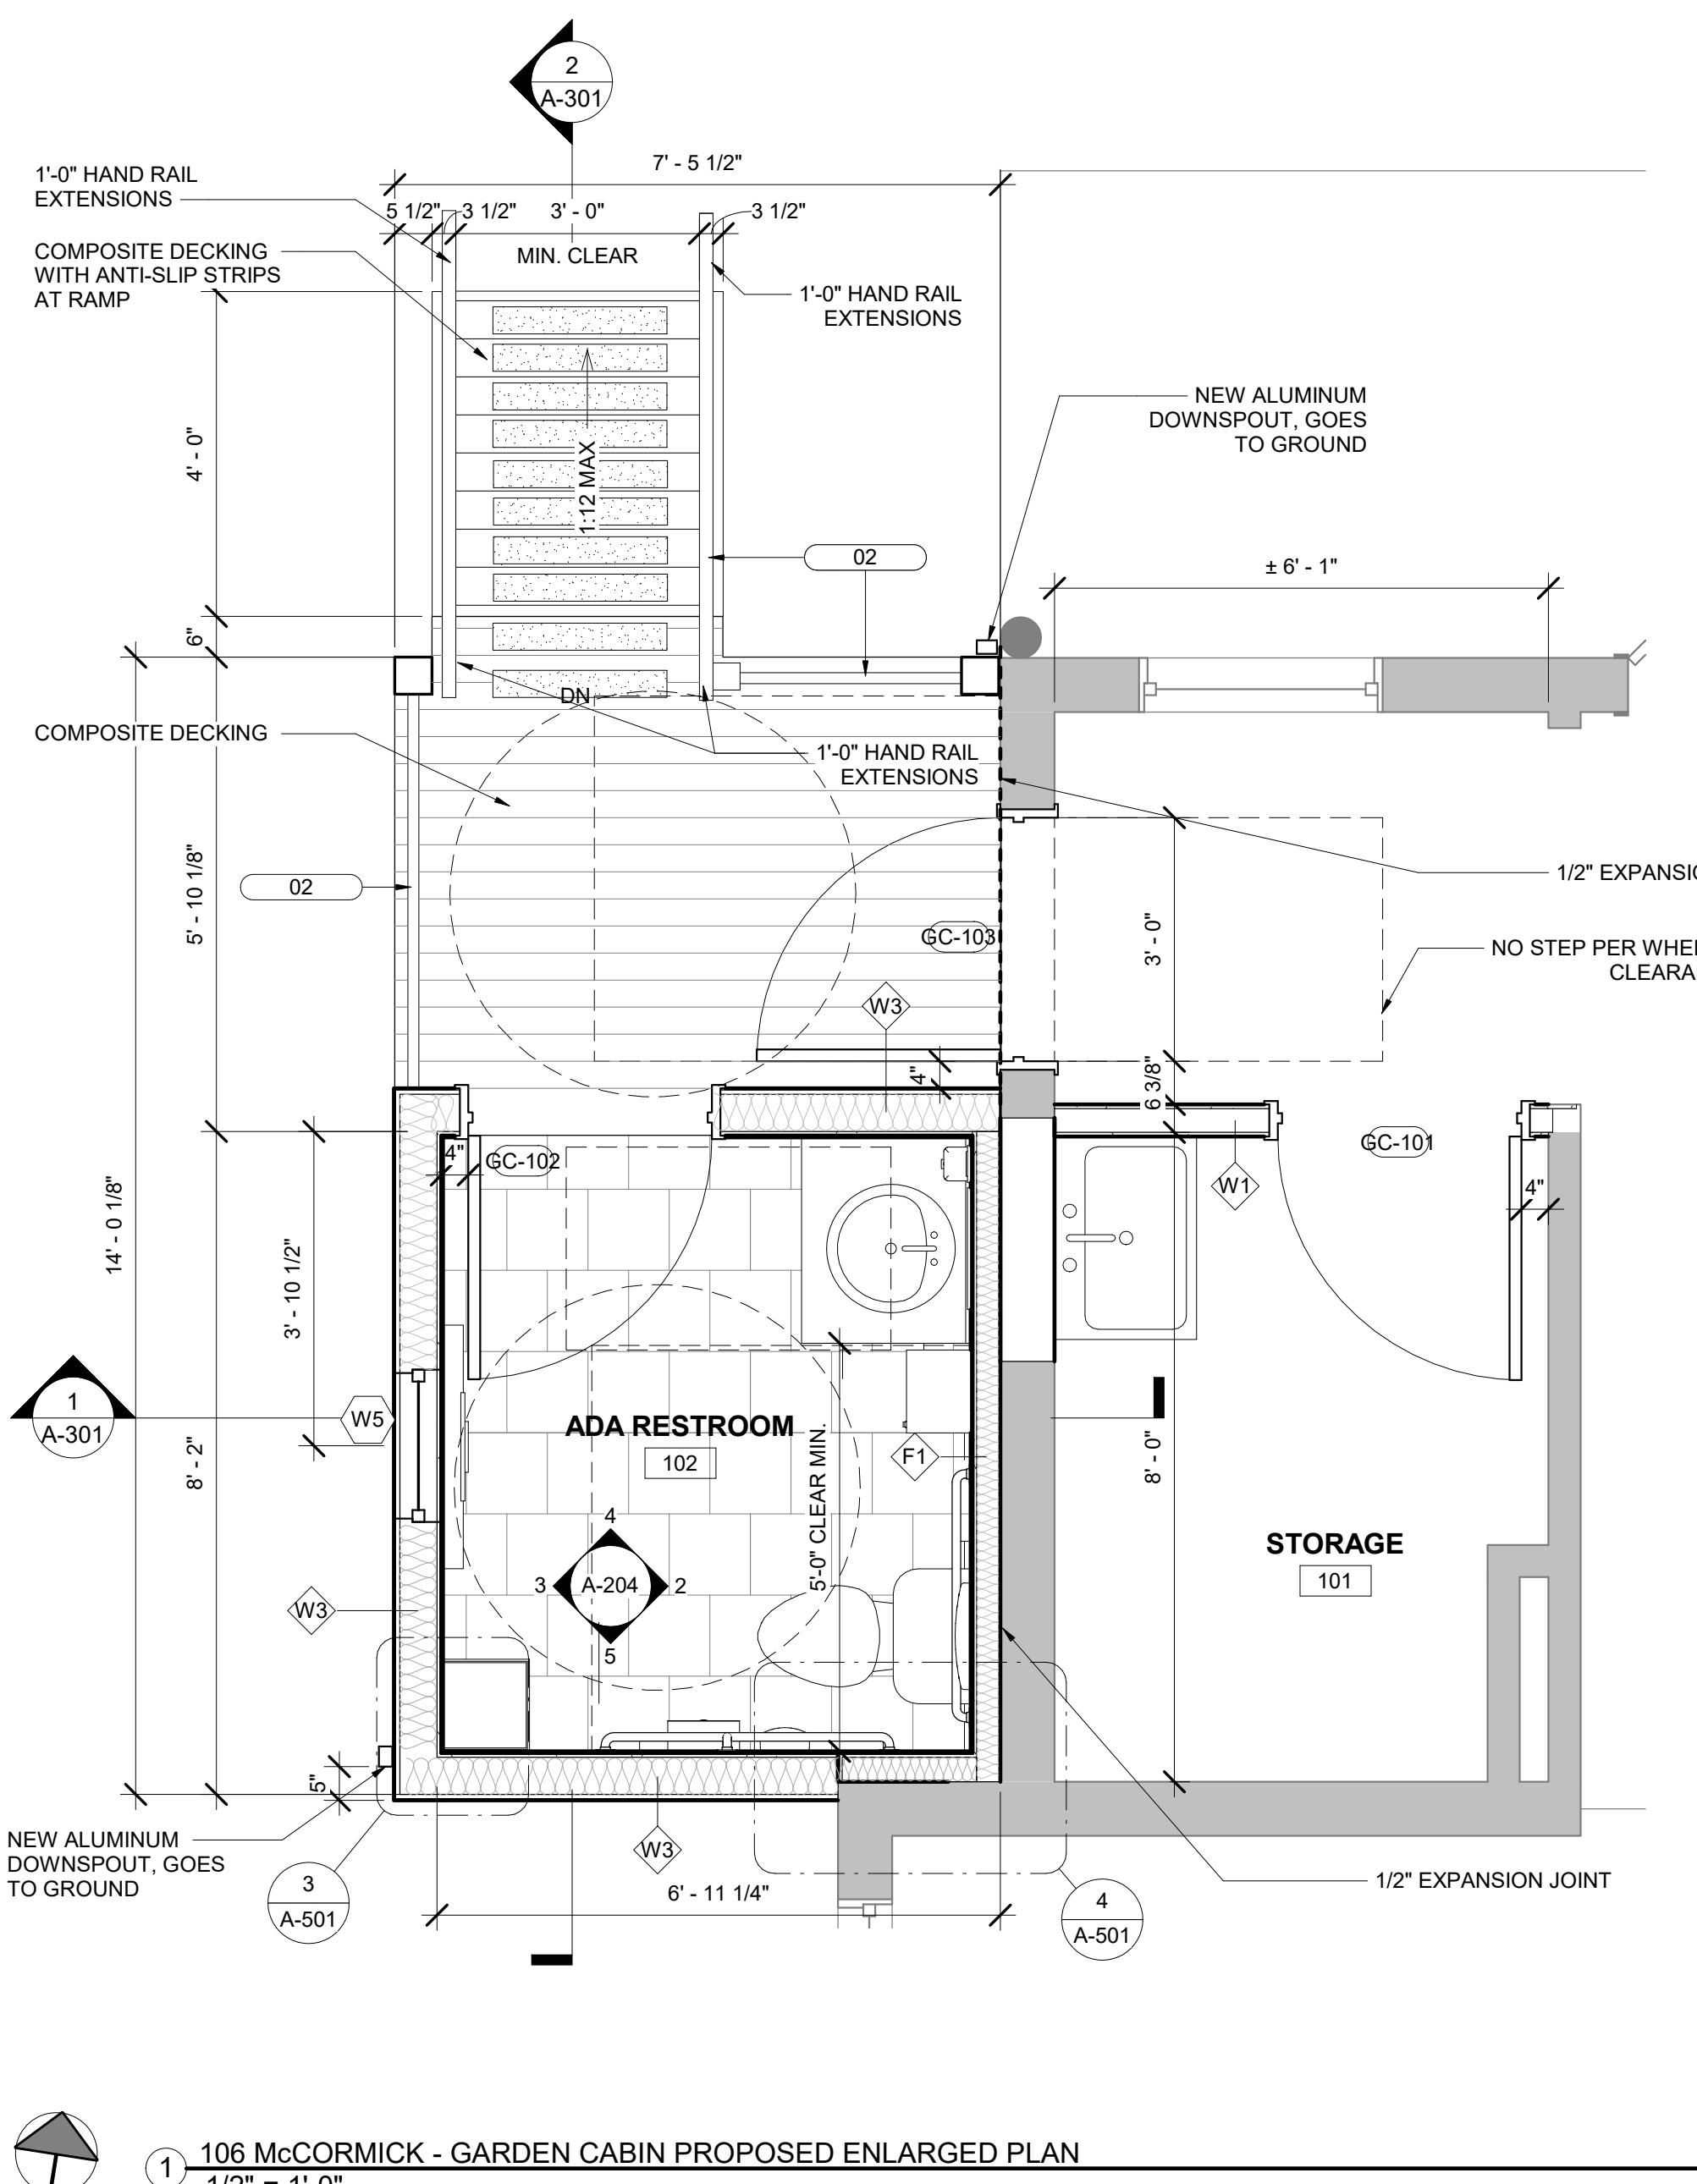 2
A-301
7' - 5 1/2"
1'-0" HAND RAIL
EXTENSIONS
5 1/2"
3 1/2"
3' - 0"
3 1/2"
MIN. CLEAR
COMPOSITE DECKING
WITH ANTI-SLIP STRIPS
AT RAMP
1'-0" HAND RAIL
EXTENSIONS
NEW ALUMINUM
DOWNSPOUT, GOES
TO GROUND
4' - 0"
1:12 MAX
02
± 6' - 1"
6"
DN
COMPOSITE DECKING
1'-0" HAND RAIL
EXTENSIONS
5' - 10 1/8"
02
1/2" EXPANSIO
GC-103
3' - 0"
NO STEP PER WHE
CLEARA
W3
4"
6 3/8"
4"
GC-102
GC-101
W1
4"
14' - 0 1/8"
3' - 10 1/2"
1
A-301
W5
ADA RESTROOM
102
5'-0" CLEAR MIN.
F1
8' - 2"
8' - 0"
4
3
A-204
2
5
STORAGE
101
W3
5"
NEW ALUMINUM
DOWNSPOUT, GOES
TO GROUND
W3
3
A-501
6' - 11 1/4"
4
A-501
1/2" EXPANSION JOINT
1
106 McCORMICK - GARDEN CABIN PROPOSED ENLARGED PLAN
1/2" = 1'-0"